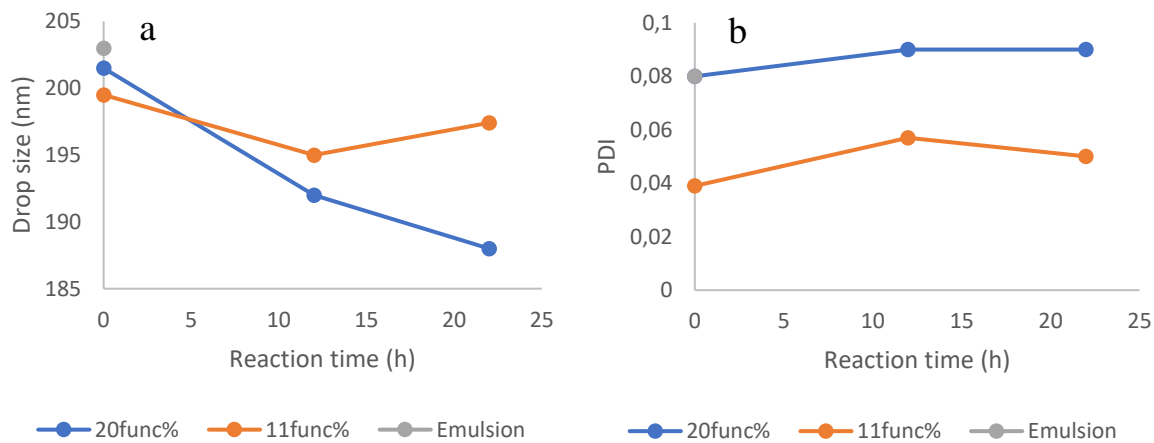 a
205
200
195
190
185
Drop size (nm)
0 5 10 15 20 25
Reaction time (h)
20func% 11func% Emulsion
b
0,1
0,08
0,06
0,04
0,02
0
PDI
0 5 10 15 20 25
Reaction time (h)
20func% 11func% Emulsion